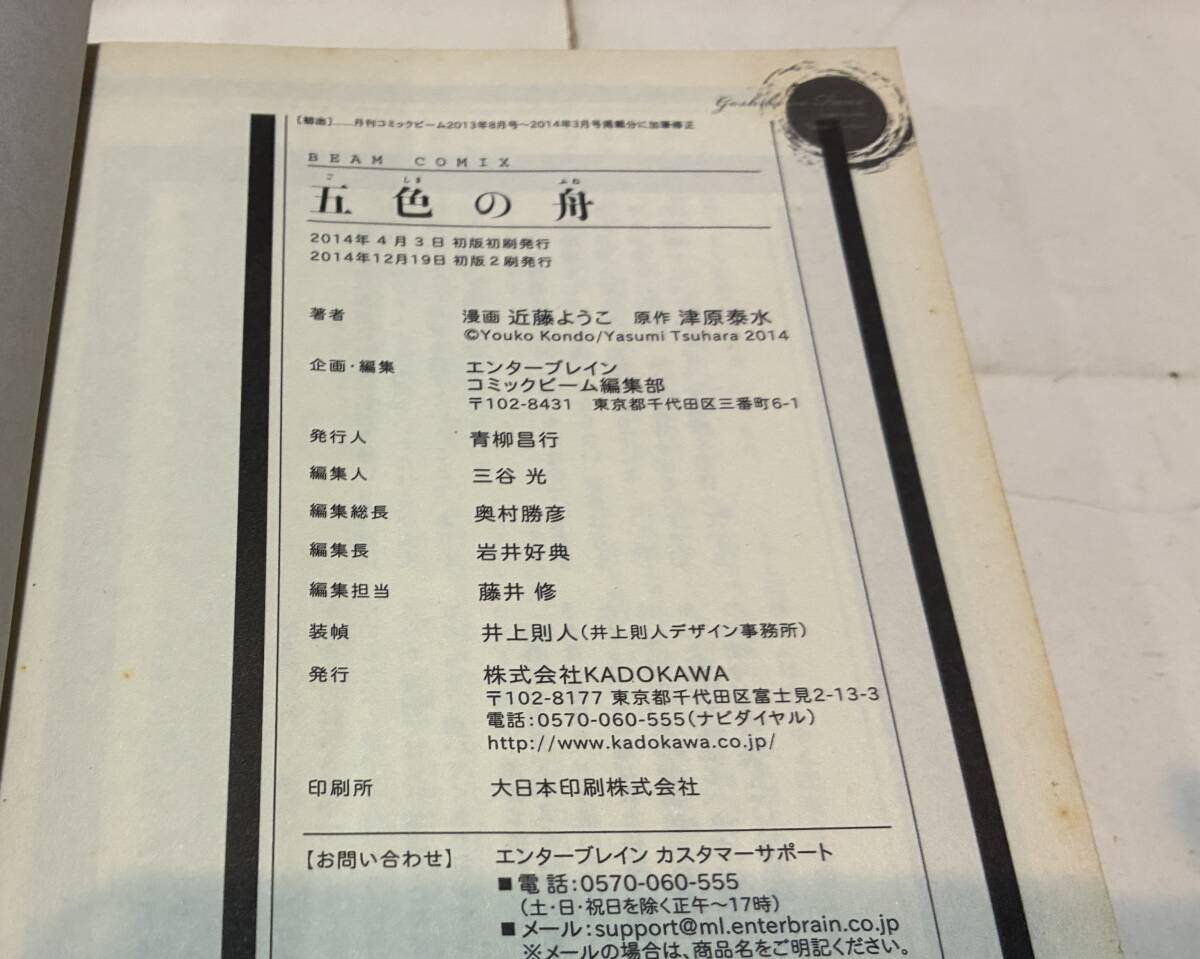 [初出]……月刊コミックビーム2013年8月号〜2014年3月号掲載分に加筆修正
BEAM COMIX
ご しき ふね
五色の舟
2014年4月3日 初版初刷発行
2014年12月19日 初版2刷発行
著者 漫画 近藤ようこ 原作 津原泰水
©Youko Kondo/Yasumi Tsuhara 2014
企画・編集 エンターブレイン
コミックビーム編集部
〒102-8431 東京都千代田区三番町6-1
発行人 青柳昌行
編集人 三谷 光
編集総長 奥村勝彦
編集長 岩井好典
編集担当 藤井 修
装幀 井上則人(井上則人デザイン事務所)
発行 株式会社KADOKAWA
〒102-8177 東京都千代田区富士見2-13-3
電話:0570-060-555(ナビダイヤル)
http://www.kadokawa.co.jp/
印刷所 大日本印刷株式会社
【お問い合わせ】 エンターブレイン カスタマーサポート
■電話:0570-060-555
(土・日・祝日を除く正午〜17時)
■メール:support@ml.enterbrain.co.jp
※メールの場合は、商品名をご明記ください。